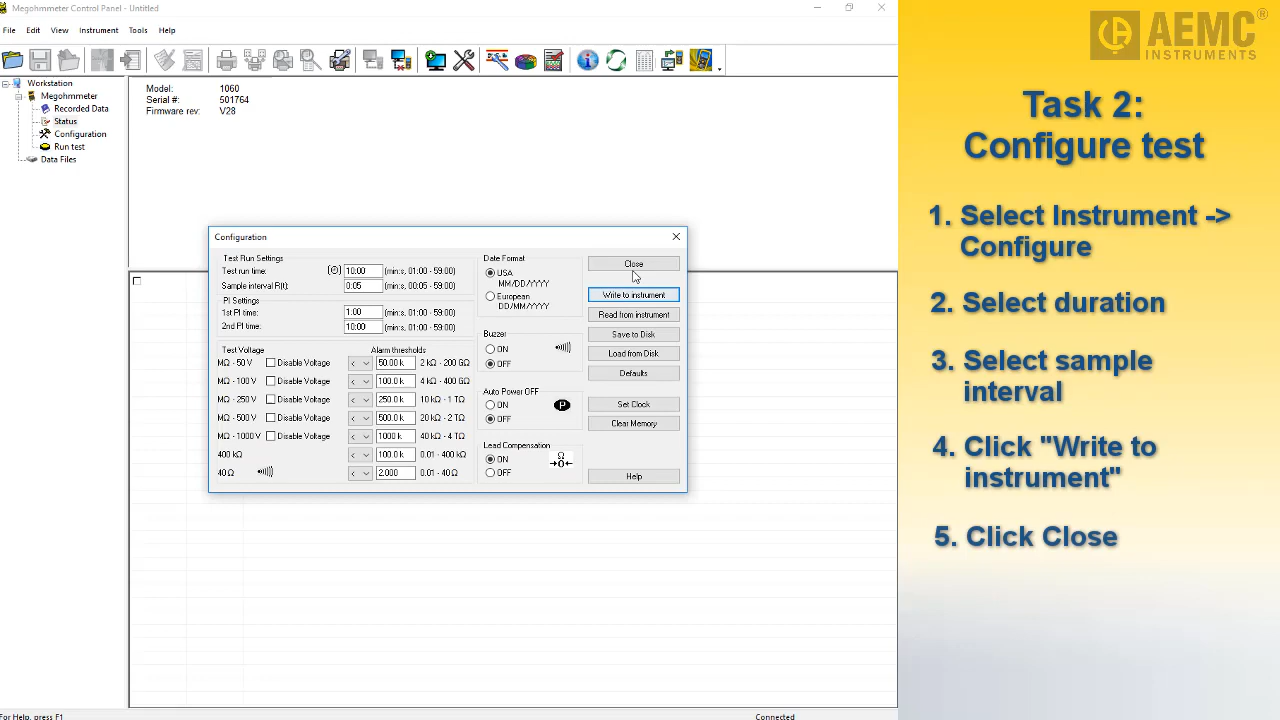 Megohmmeter Control Panel - Untitled
File Edit View Instrument Tools Help
Workstation
Megohmmeter
Recorded Data
Status
Configuration
Run test
Data Files
Model: 1060
Serial #: 501764
Firmware rev: V28
Configuration
Test Run Settings
Test run time: 10:00 (min:s, 01:00 - 59:00)
Sample interval R(t): 0:05 (min:s, 00:05 - 59:00)
PI Settings
1st PI time: 1:00 (min:s, 01:00 - 59:00)
2nd PI time: 10:00 (min:s, 01:00 - 59:00)
Test Voltage Alarm thresholds
MΩ - 50 V Disable Voltage < 50.00 k 2 kΩ - 200 GΩ
MΩ - 100 V Disable Voltage < 100.0 k 4 kΩ - 400 GΩ
MΩ - 250 V Disable Voltage < 250.0 k 10 kΩ - 1 TΩ
MΩ - 500 V Disable Voltage < 500.0 k 20 kΩ - 2 TΩ
MΩ - 1000 V Disable Voltage < 1000 k 40 kΩ - 4 TΩ
400 kΩ < 100.0 k 0.01 - 400 kΩ
40 Ω < 2.000 0.01 - 40 Ω
Date Format
USA
MM/DD/YYYY
European
DD/MM/YYYY
Buzzer
ON
OFF
Auto Power OFF
ON
P
OFF
Lead Compensation
ON
Ω
→0←
OFF
Close
Write to instrument
Read from instrument
Save to Disk
Load from Disk
Defaults
Set Clock
Clear Memory
Help
For Help, press F1
Connected
AEMC®
INSTRUMENTS
Task 2:
Configure test
1. Select Instrument ->
Configure
2. Select duration
3. Select sample
interval
4. Click "Write to
instrument"
5. Click Close